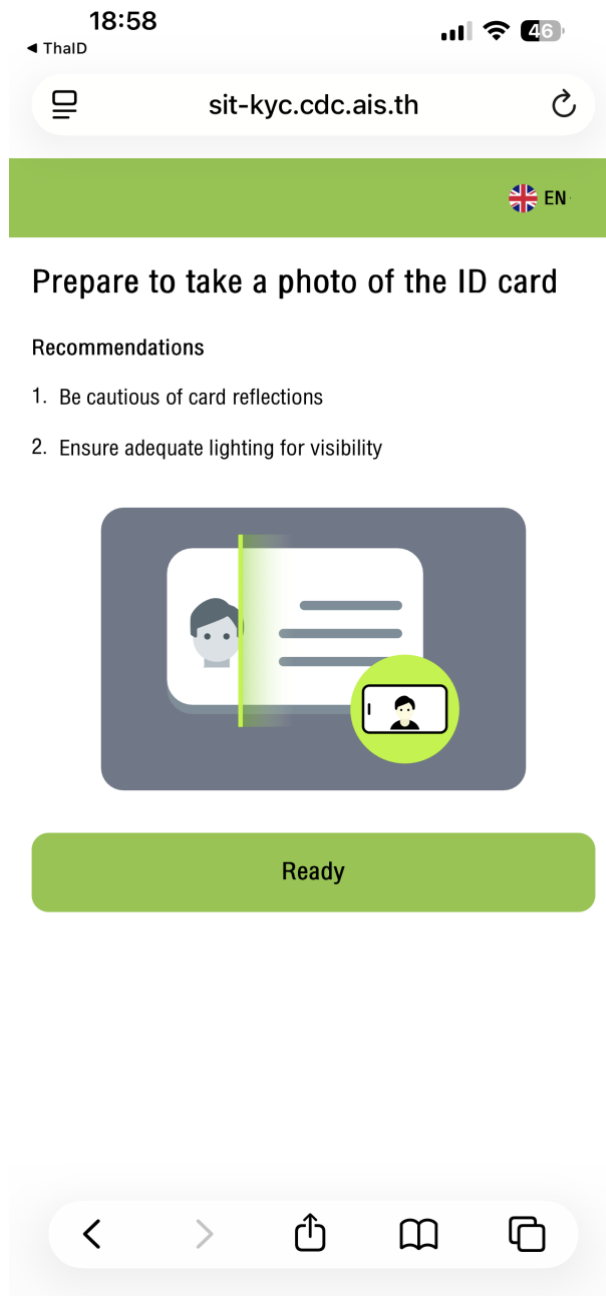 18:58
46
◀ ThaID
sit-kyc.cdc.ais.th
EN
Prepare to take a photo of the ID card
Recommendations
1. Be cautious of card reflections
2. Ensure adequate lighting for visibility
Ready